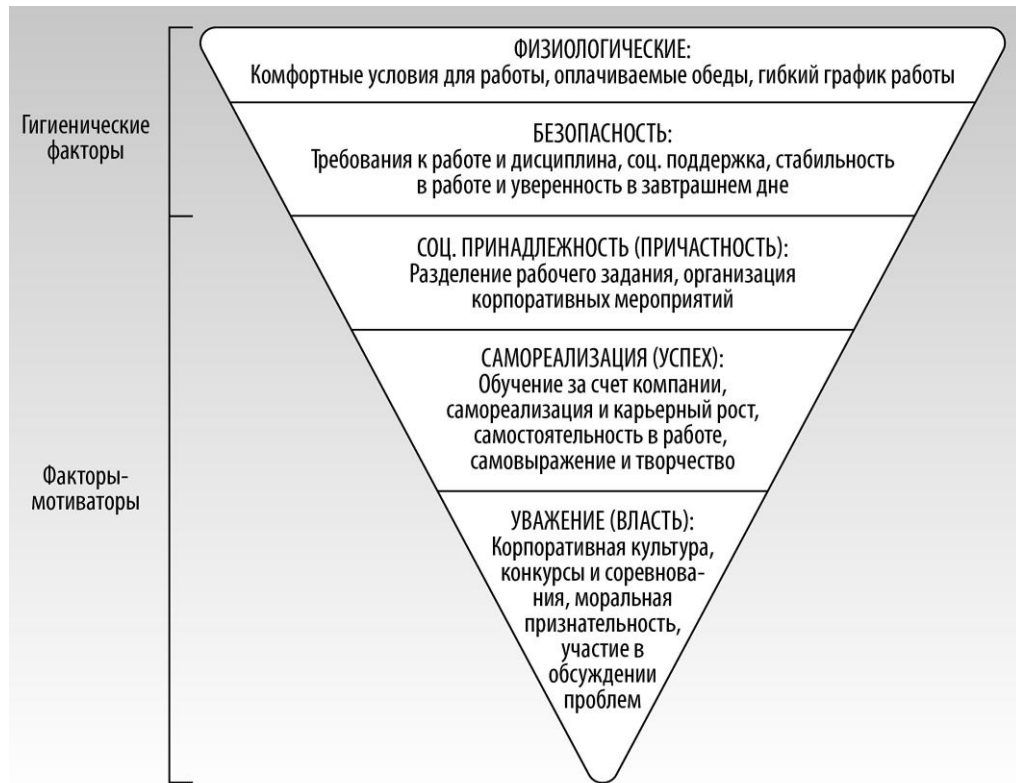 ФИЗИОЛОГИЧЕСКИЕ:
Комфортные условия для работы, оплачиваемые обеды, гибкий график работы
Гигиенические
факторы
БЕЗОПАСНОСТЬ:
Требования к работе и дисциплина, соц. поддержка, стабильность
в работе и уверенность в завтрашнем дне
СОЦ. ПРИНАДЛЕЖНОСТЬ (ПРИЧАСТНОСТЬ):
Разделение рабочего задания, организация
корпоративных мероприятий
САМОРЕАЛИЗАЦИЯ (УСПЕХ):
Обучение за счет компании,
самореализация и карьерный рост,
самостоятельность в работе,
самовыражение и творчество
Факторы-
мотиваторы
УВАЖЕНИЕ (ВЛАСТЬ):
Корпоративная культура,
конкурсы и соревнова-
ния, моральная
признательность,
участие в
обсуждении
проблем